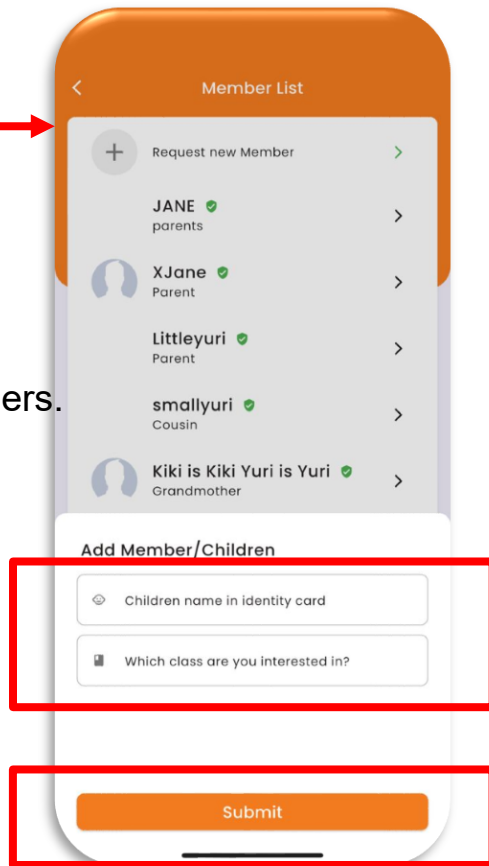 Member List
Request new Member
JANE
parents
XJane
Parent
Littleyuri
Parent
ers.
smallyuri
Cousin
Kiki is Kiki Yuri is Yuri
Grandmother
Add Member/Children
Children name in identity card
Which class are you interested in?
Submit